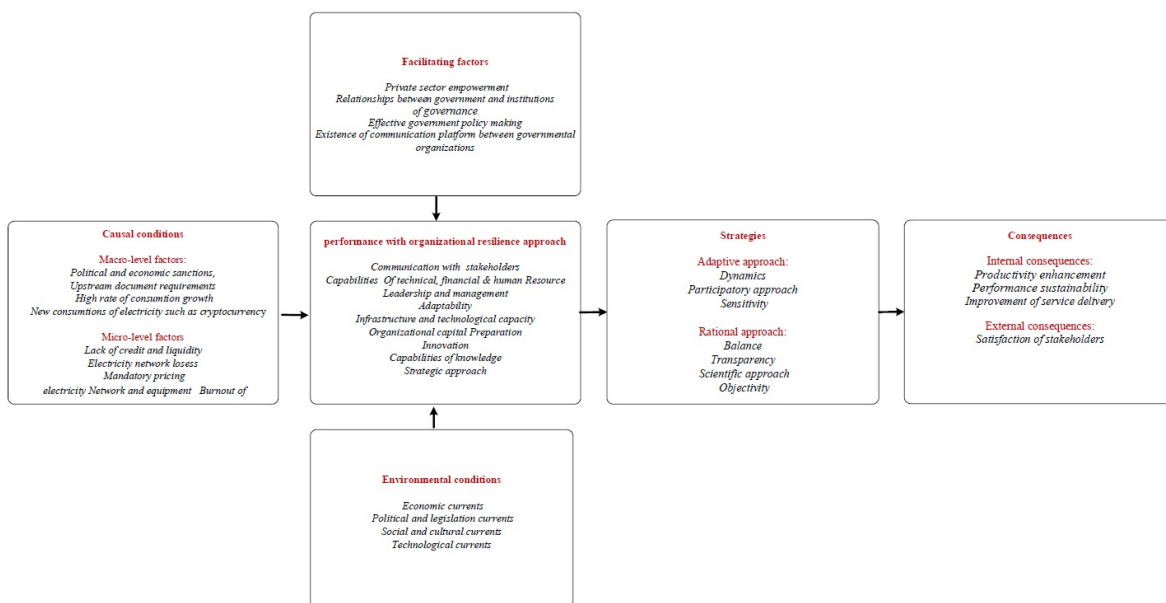 Facilitating factors
Private sector empowerment
Relationships between government and institutions
of governance
Effective government policy making
Existence of communication platform between governmental
organizations
Causal conditions
Macro-level factors:
Political and economic sanctions,
Upstream document requirements
High rate of consumtion growth
New consumtions of electricity such as cryptocurrency
Micro-level factors
Lack of credit and liquidity
Electricity network losess
Mandatory pricing
electricity Network and equipment Burnout of
performance with organizational resilience approach
Communication with stakeholders
Capabilities Of technical, financial & human Resource
Leadership and management
Adaptability
Infrastructure and technological capacity
Organizational capital Preparation
Innovation
Capabilities of knowledge
Strategic approach
Strategies
Adaptive approach:
Dynamics
Participatory approach
Sensitivity
Rational approach:
Balance
Transparency
Scientific approach
Objectivity
Consequences
Internal consequences:
Productivity enhancement
Performance sustainability
Improvement of service delivery
External consequences:
Satisfaction of stakeholders
Environmental conditions
Economic currents
Political and legislation currents
Social and cultural currents
Technological currents